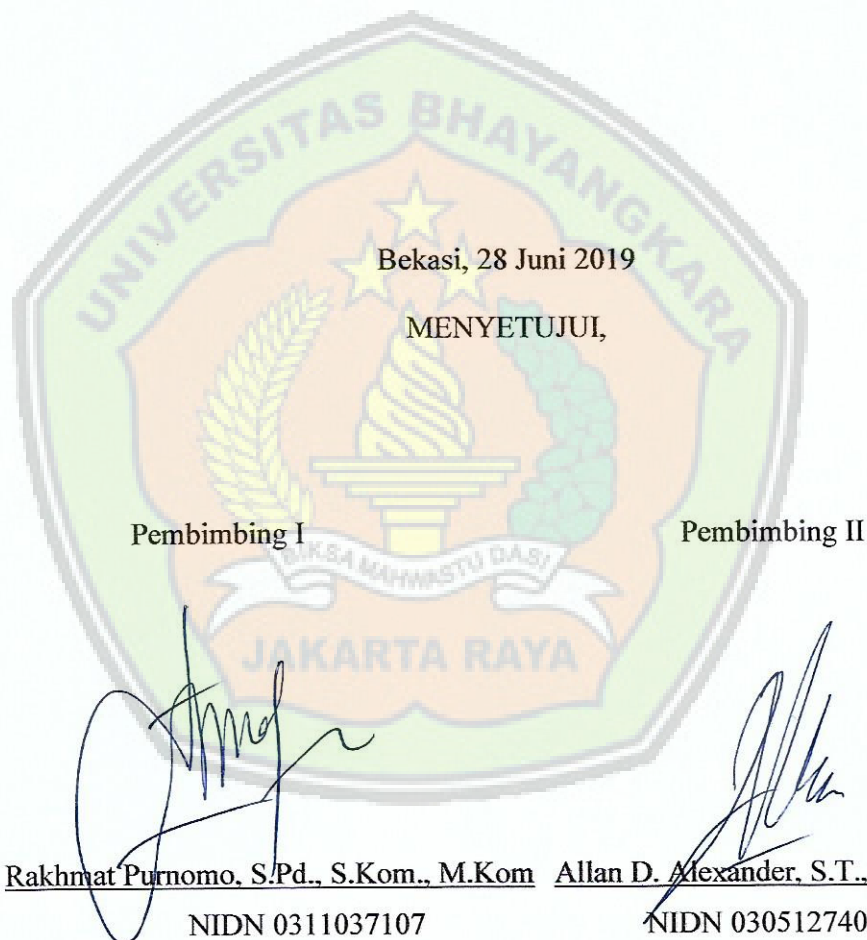 UNIVERSITAS BHAYANGKARA
Bekasi, 28 Juni 2019
MENYETUJUI,
Pembimbing I Pembimbing II
BIKSA MAHWASTU DASI
JAKARTA RAYA
Rakhmat Purnomo, S.Pd., S.Kom., M.Kom Allan D. Alexander, S.T.,
NIDN 0311037107 NIDN 030512740